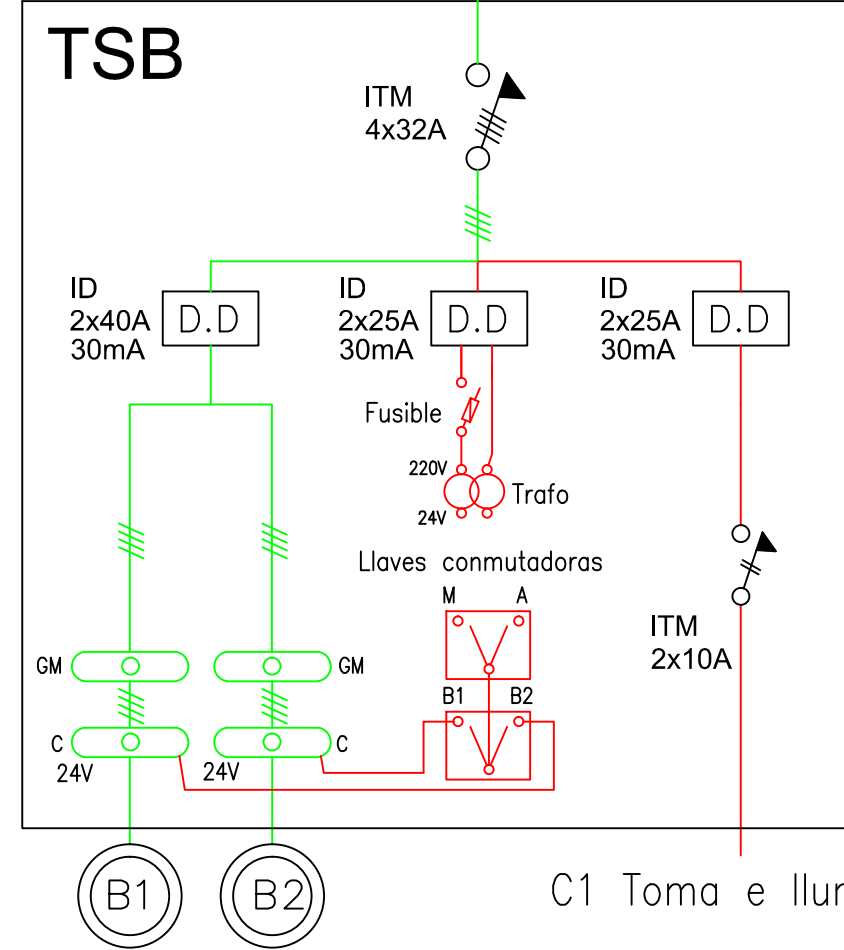 TSB
ITM
4x32A
ID
2x40A
30mA
D.D
ID
2x25A
30mA
D.D
ID
2x25A
30mA
D.D
Fusible
220V
Trafo
24V
Llaves conmutadoras
M A
ITM
2x10A
GM
GM
B1 B2
C
24V
C
24V
B1
B2
C1 Toma e